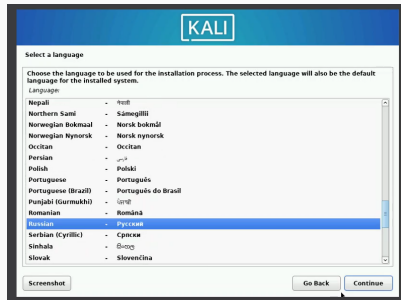 KALI
Select a language
Choose the language to be used for the installation process. The selected language will also be the default
language for the installed system.
Language:
Nepali - नेपाली
Northern Sami - Sámegillii
Norwegian Bokmaal - Norsk bokmål
Norwegian Nynorsk - Norsk nynorsk
Occitan - Occitan
Persian - فارسی
Polish - Polski
Portuguese - Português
Portuguese (Brazil) - Português do Brasil
Punjabi (Gurmukhi) - ਪੰਜਾਬੀ
Romanian - Română
Russian - Русский
Serbian (Cyrillic) - Српски
Sinhala - සිංහල
Slovak - Slovenčina
Screenshot
Go Back
Continue